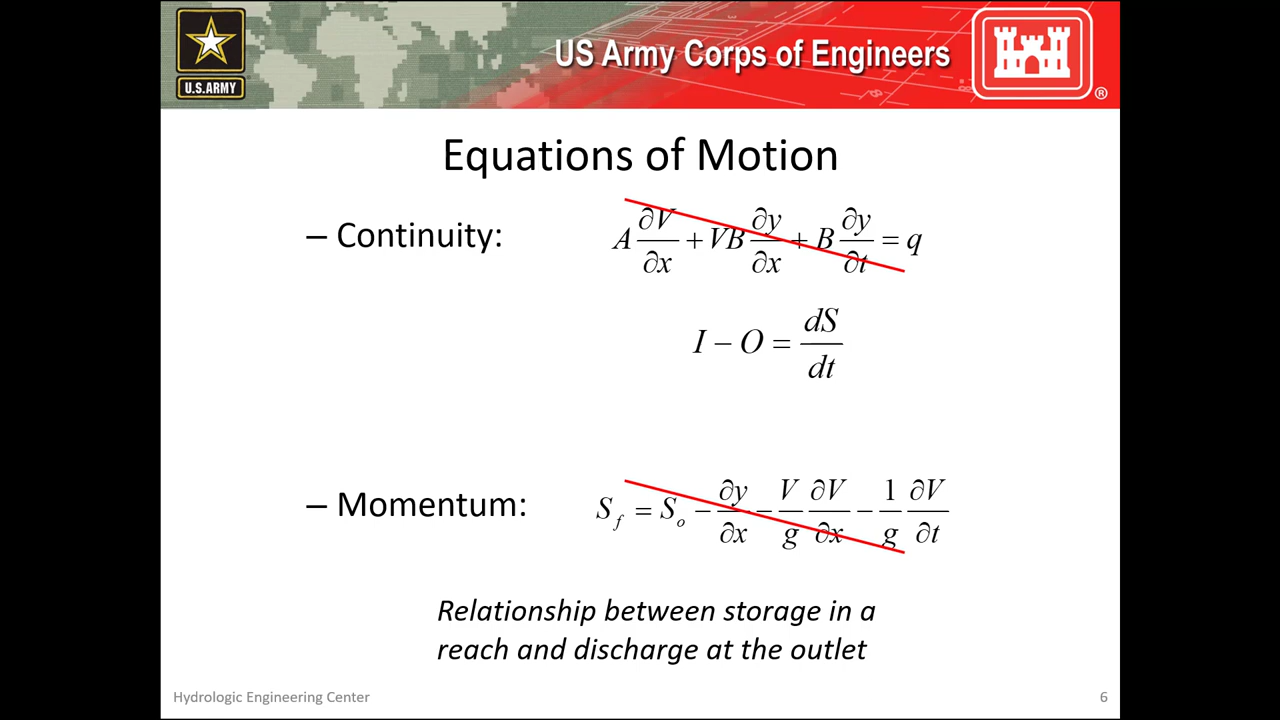 U.S.ARMY
US Army Corps of Engineers
®
Equations of Motion
– Continuity: A ∂V/∂x + VB ∂y/∂x + B ∂y/∂t = q
I − O = dS/dt
– Momentum: S_f = S_o − ∂y/∂x − V/g ∂V/∂x − 1/g ∂V/∂t
Relationship between storage in a
reach and discharge at the outlet
Hydrologic Engineering Center 6